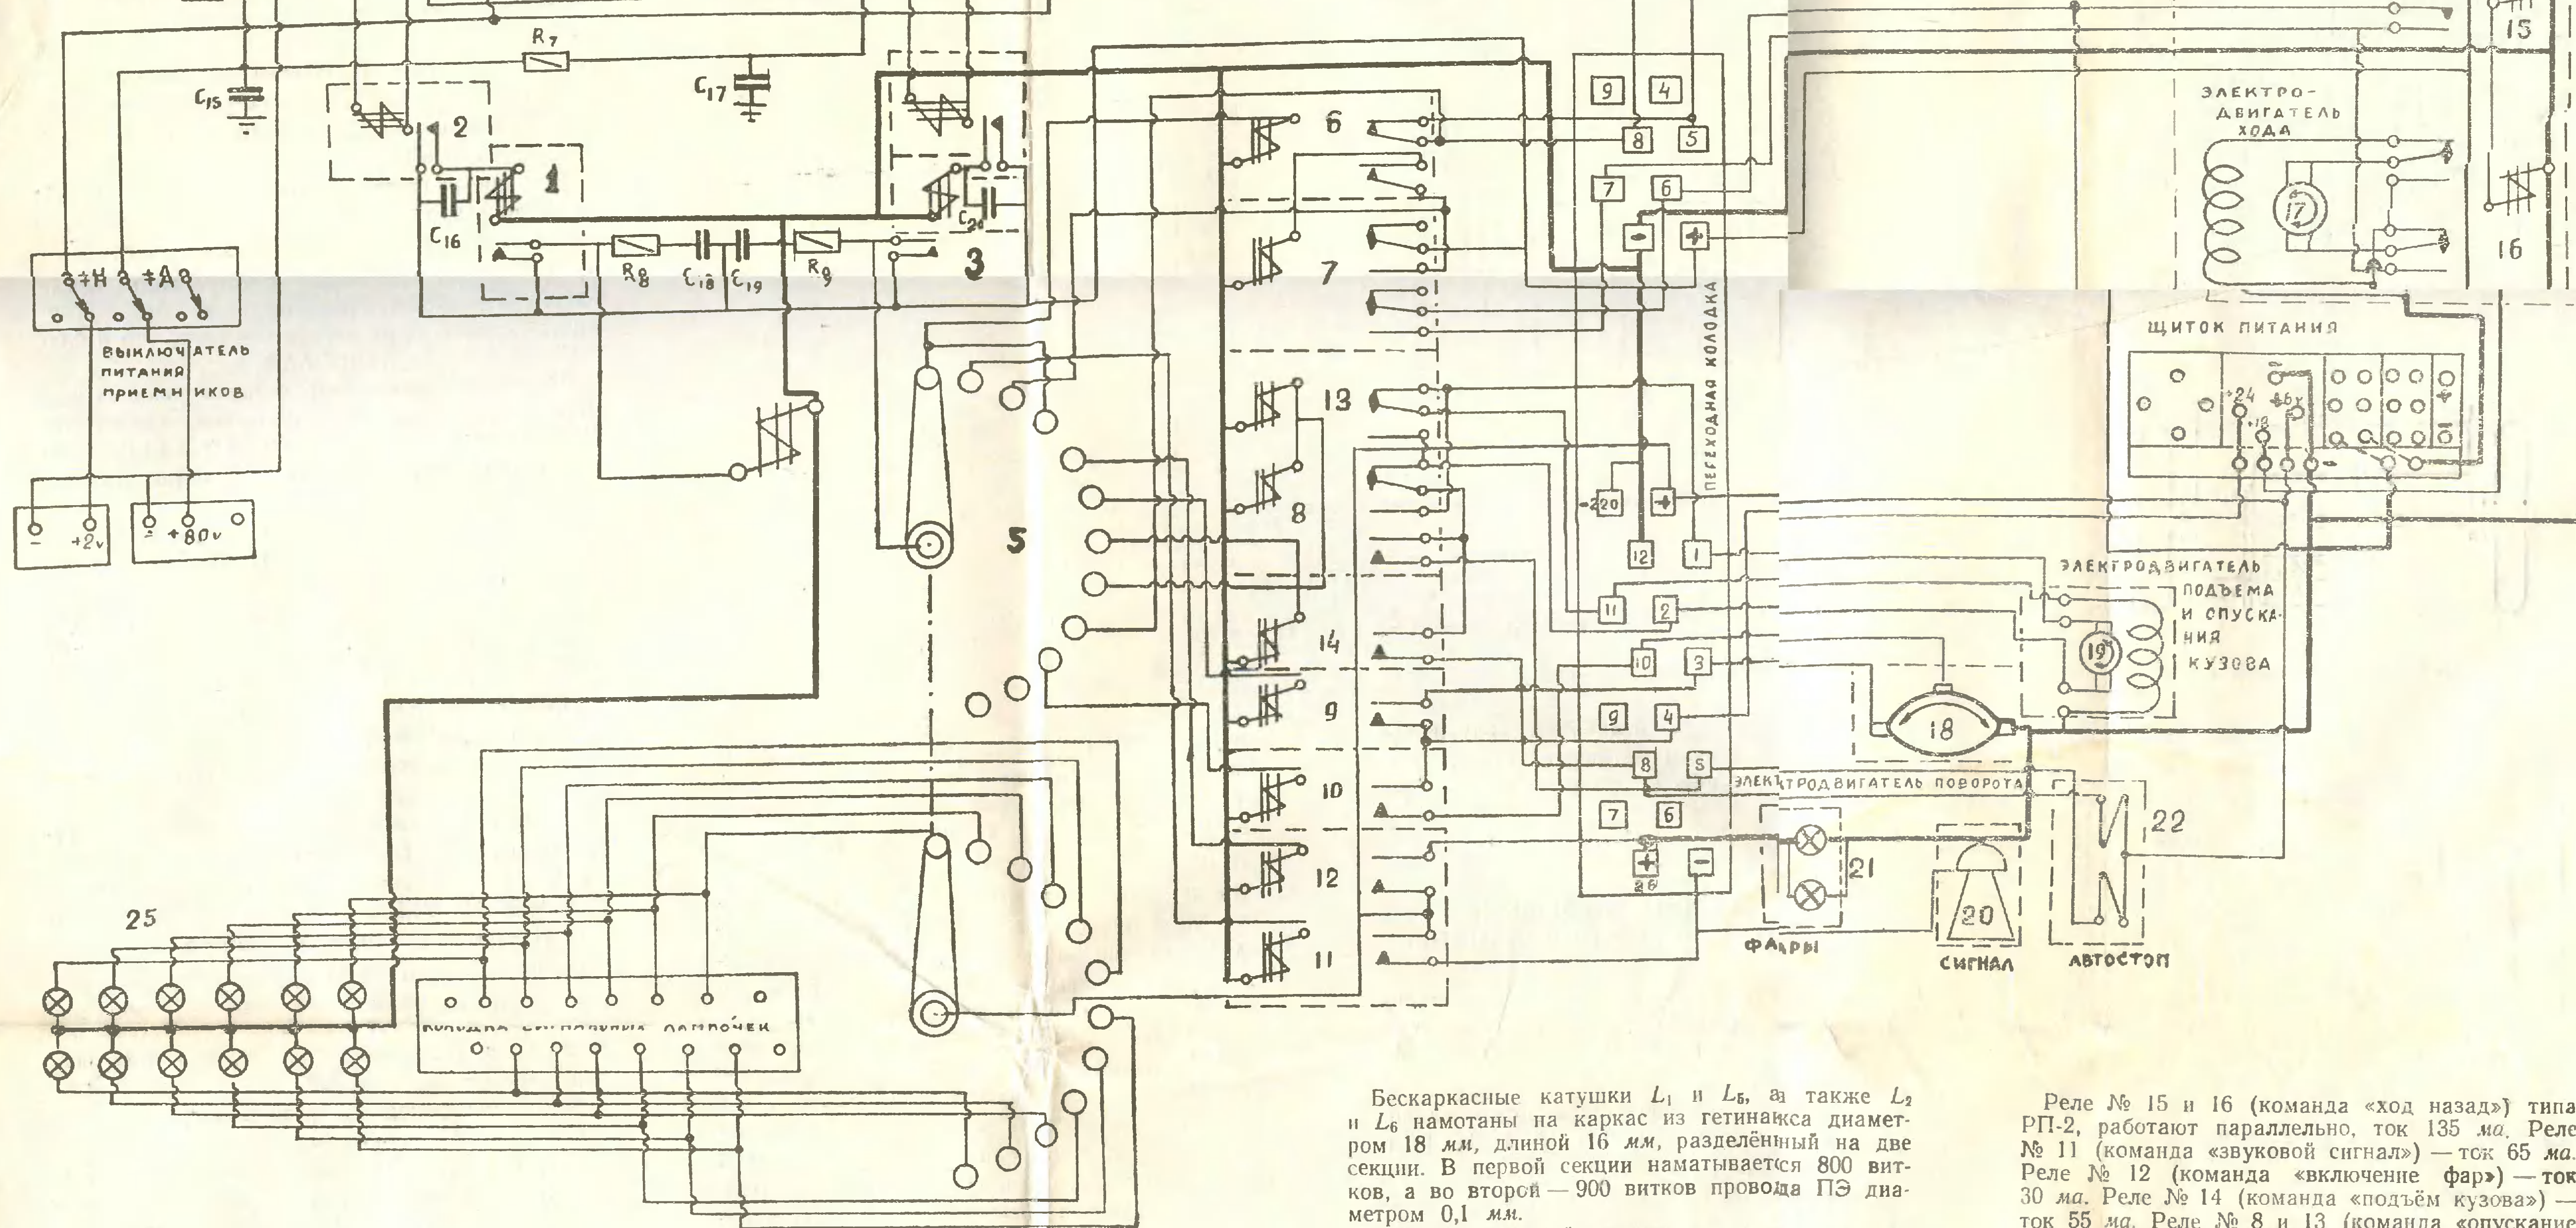 R₇
C₁₅
C₁₇
2
1
C₁₆
C₂₀
3
R₈
C₁₈
C₁₉
R₉
+Н
+А
ВЫКЛЮЧАТЕЛЬ
ПИТАНИЯ
ПРИЕМНИКОВ
-
+2v
-
+80v
5
6
7
13
8
14
9
10
12
11
9
4
8
5
7
6
-
+
ПЕРЕХОДНАЯ КОЛОДКА
-220
+
12
1
11
2
10
3
9
4
8
5
7
6
+
-
26
15
ЭЛЕКТРО-
ДВИГАТЕЛЬ
ХОДА
17
16
ЩИТОК ПИТАНИЯ
+24
+12
-
+
-
-
ЭЛЕКТРОДВИГАТЕЛЬ
ПОДЪЕМА
И ОПУСКА-
НИЯ
КУЗОВА
19
18
ЭЛЕКТРОДВИГАТЕЛЬ ПОВОРОТА
21
20
22
ФАРЫ
СИГНАЛ
АВТОСТОП
25
КОЛОДКА СИГНАЛЬНЫХ ЛАМПОЧЕК
Бескаркасные катушки L₁ и L₅, а также L₂
и L₆ намотаны на каркас из гетинакса диамет-
ром 18 мм, длиной 16 мм, разделённый на две
секции. В первой секции наматывается 800 вит-
ков, а во второй — 900 витков провода ПЭ диа-
метром 0,1 мм.
Реле № 15 и 16 (команда «ход назад») типа
РП-2, работают параллельно, ток 135 ма. Реле
№ 11 (команда «звуковой сигнал») — ток 65 ма.
Реле № 12 (команда «включение фар») — ток
30 ма. Реле № 14 (команда «подъём кузова») —
ток 55 ма. Реле № 8 и 13 (команда «опускание